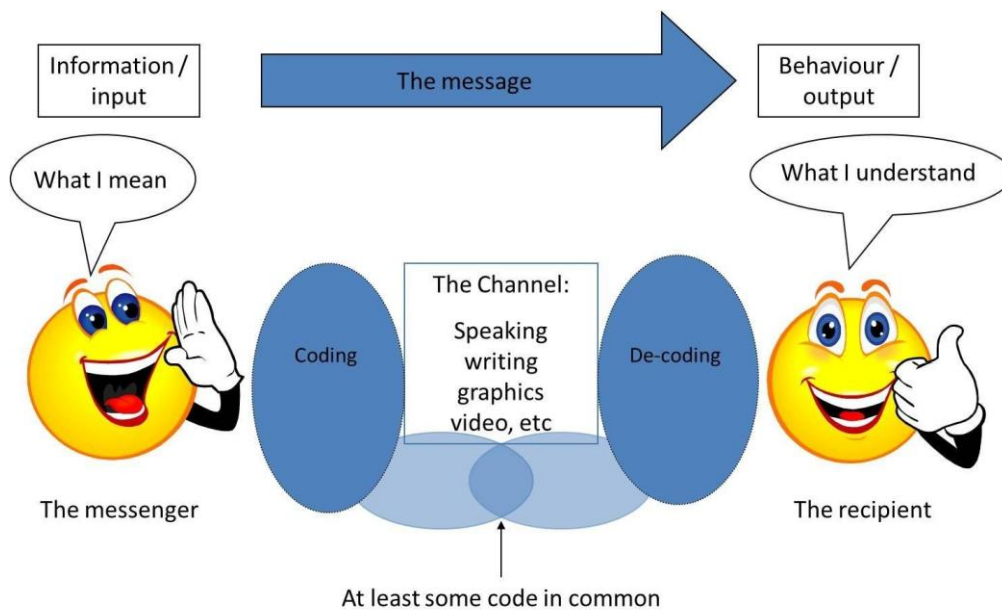 Information /
input
The message
Behaviour /
output
What I mean
What I understand
The Channel:
Speaking
writing
graphics
video, etc
Coding
De-coding
The messenger
The recipient
At least some code in common